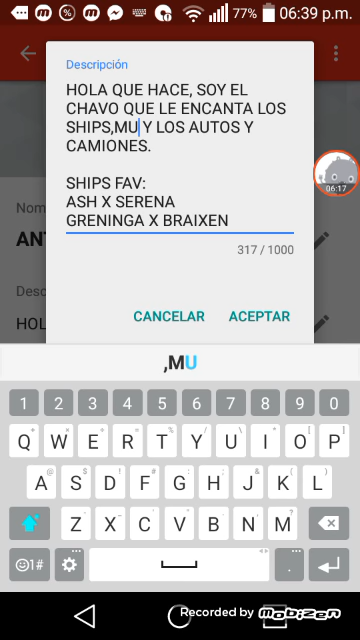 77% 06:39 p.m.
Descripción
HOLA QUE HACE, SOY EL
CHAVO QUE LE ENCANTA LOS
SHIPS,MU Y LOS AUTOS Y
CAMIONES.
06:17
SHIPS FAV:
Nom
ASH X SERENA
ANT
GRENINGA X BRAIXEN
317 / 1000
Desc
HOL
CANCELAR ACEPTAR
,MU
1 2 3 4 5 6 7 8 9 0
Q W E R T Y U I O P
A S D F G H J K L
Z X C V B N M ?
1# .
Recorded by mobizen